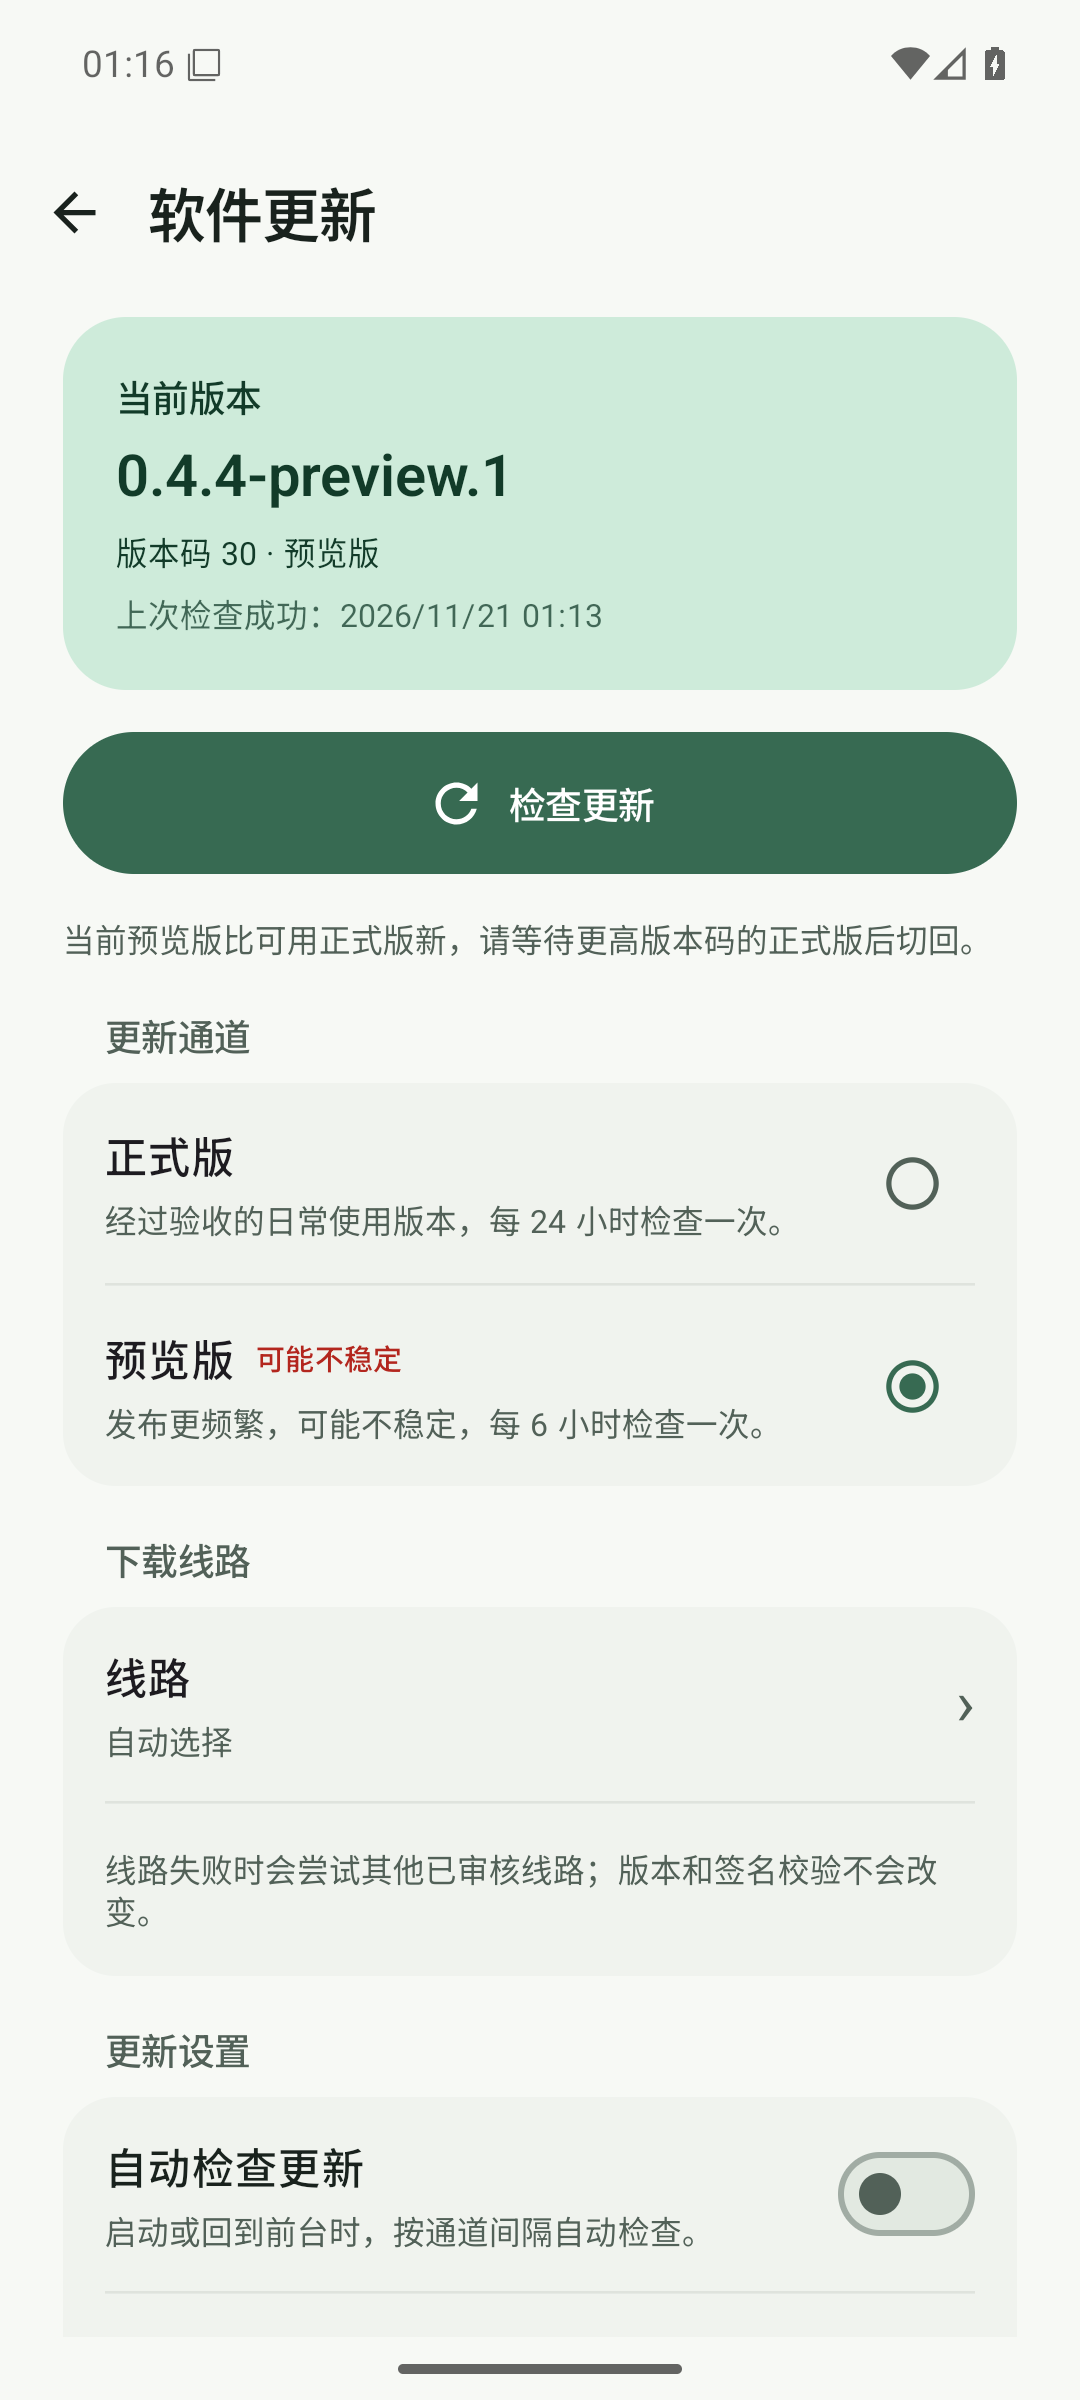 01:16
软件更新
当前版本
0.4.4-preview.1
版本码 30 · 预览版
上次检查成功：2026/11/21 01:13
检查更新
当前预览版比可用正式版新，请等待更高版本码的正式版后切回。
更新通道
正式版
经过验收的日常使用版本，每 24 小时检查一次。
预览版 可能不稳定
发布更频繁，可能不稳定，每 6 小时检查一次。
下载线路
线路
自动选择
线路失败时会尝试其他已审核线路；版本和签名校验不会改
变。
更新设置
自动检查更新
启动或回到前台时，按通道间隔自动检查。